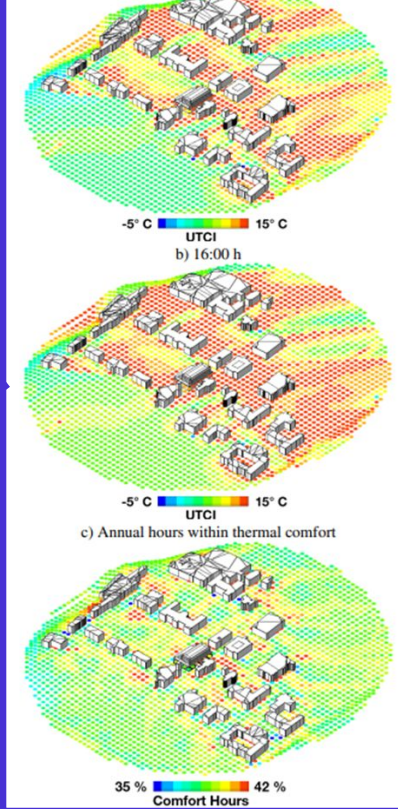 -5° C 15° C
UTCI
b) 16:00 h
-5° C 15° C
UTCI
c) Annual hours within thermal comfort
35 % 42 %
Comfort Hours